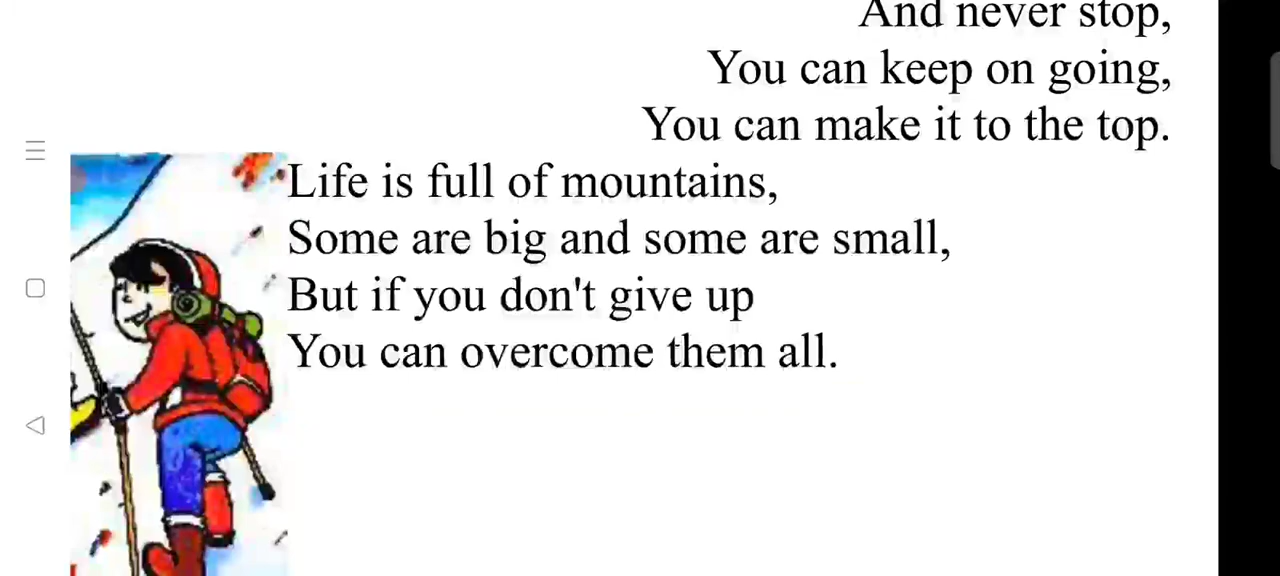 And never stop,
You can keep on going,
You can make it to the top.
Life is full of mountains,
Some are big and some are small,
But if you don't give up
You can overcome them all.